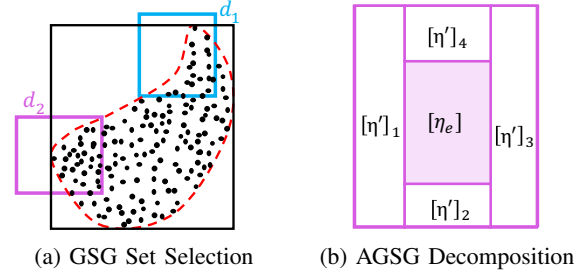 d₁
d₂
[η′]₄
[η′]₁ [ηₑ] [η′]₃
[η′]₂
(a) GSG Set Selection
(b) AGSG Decomposition